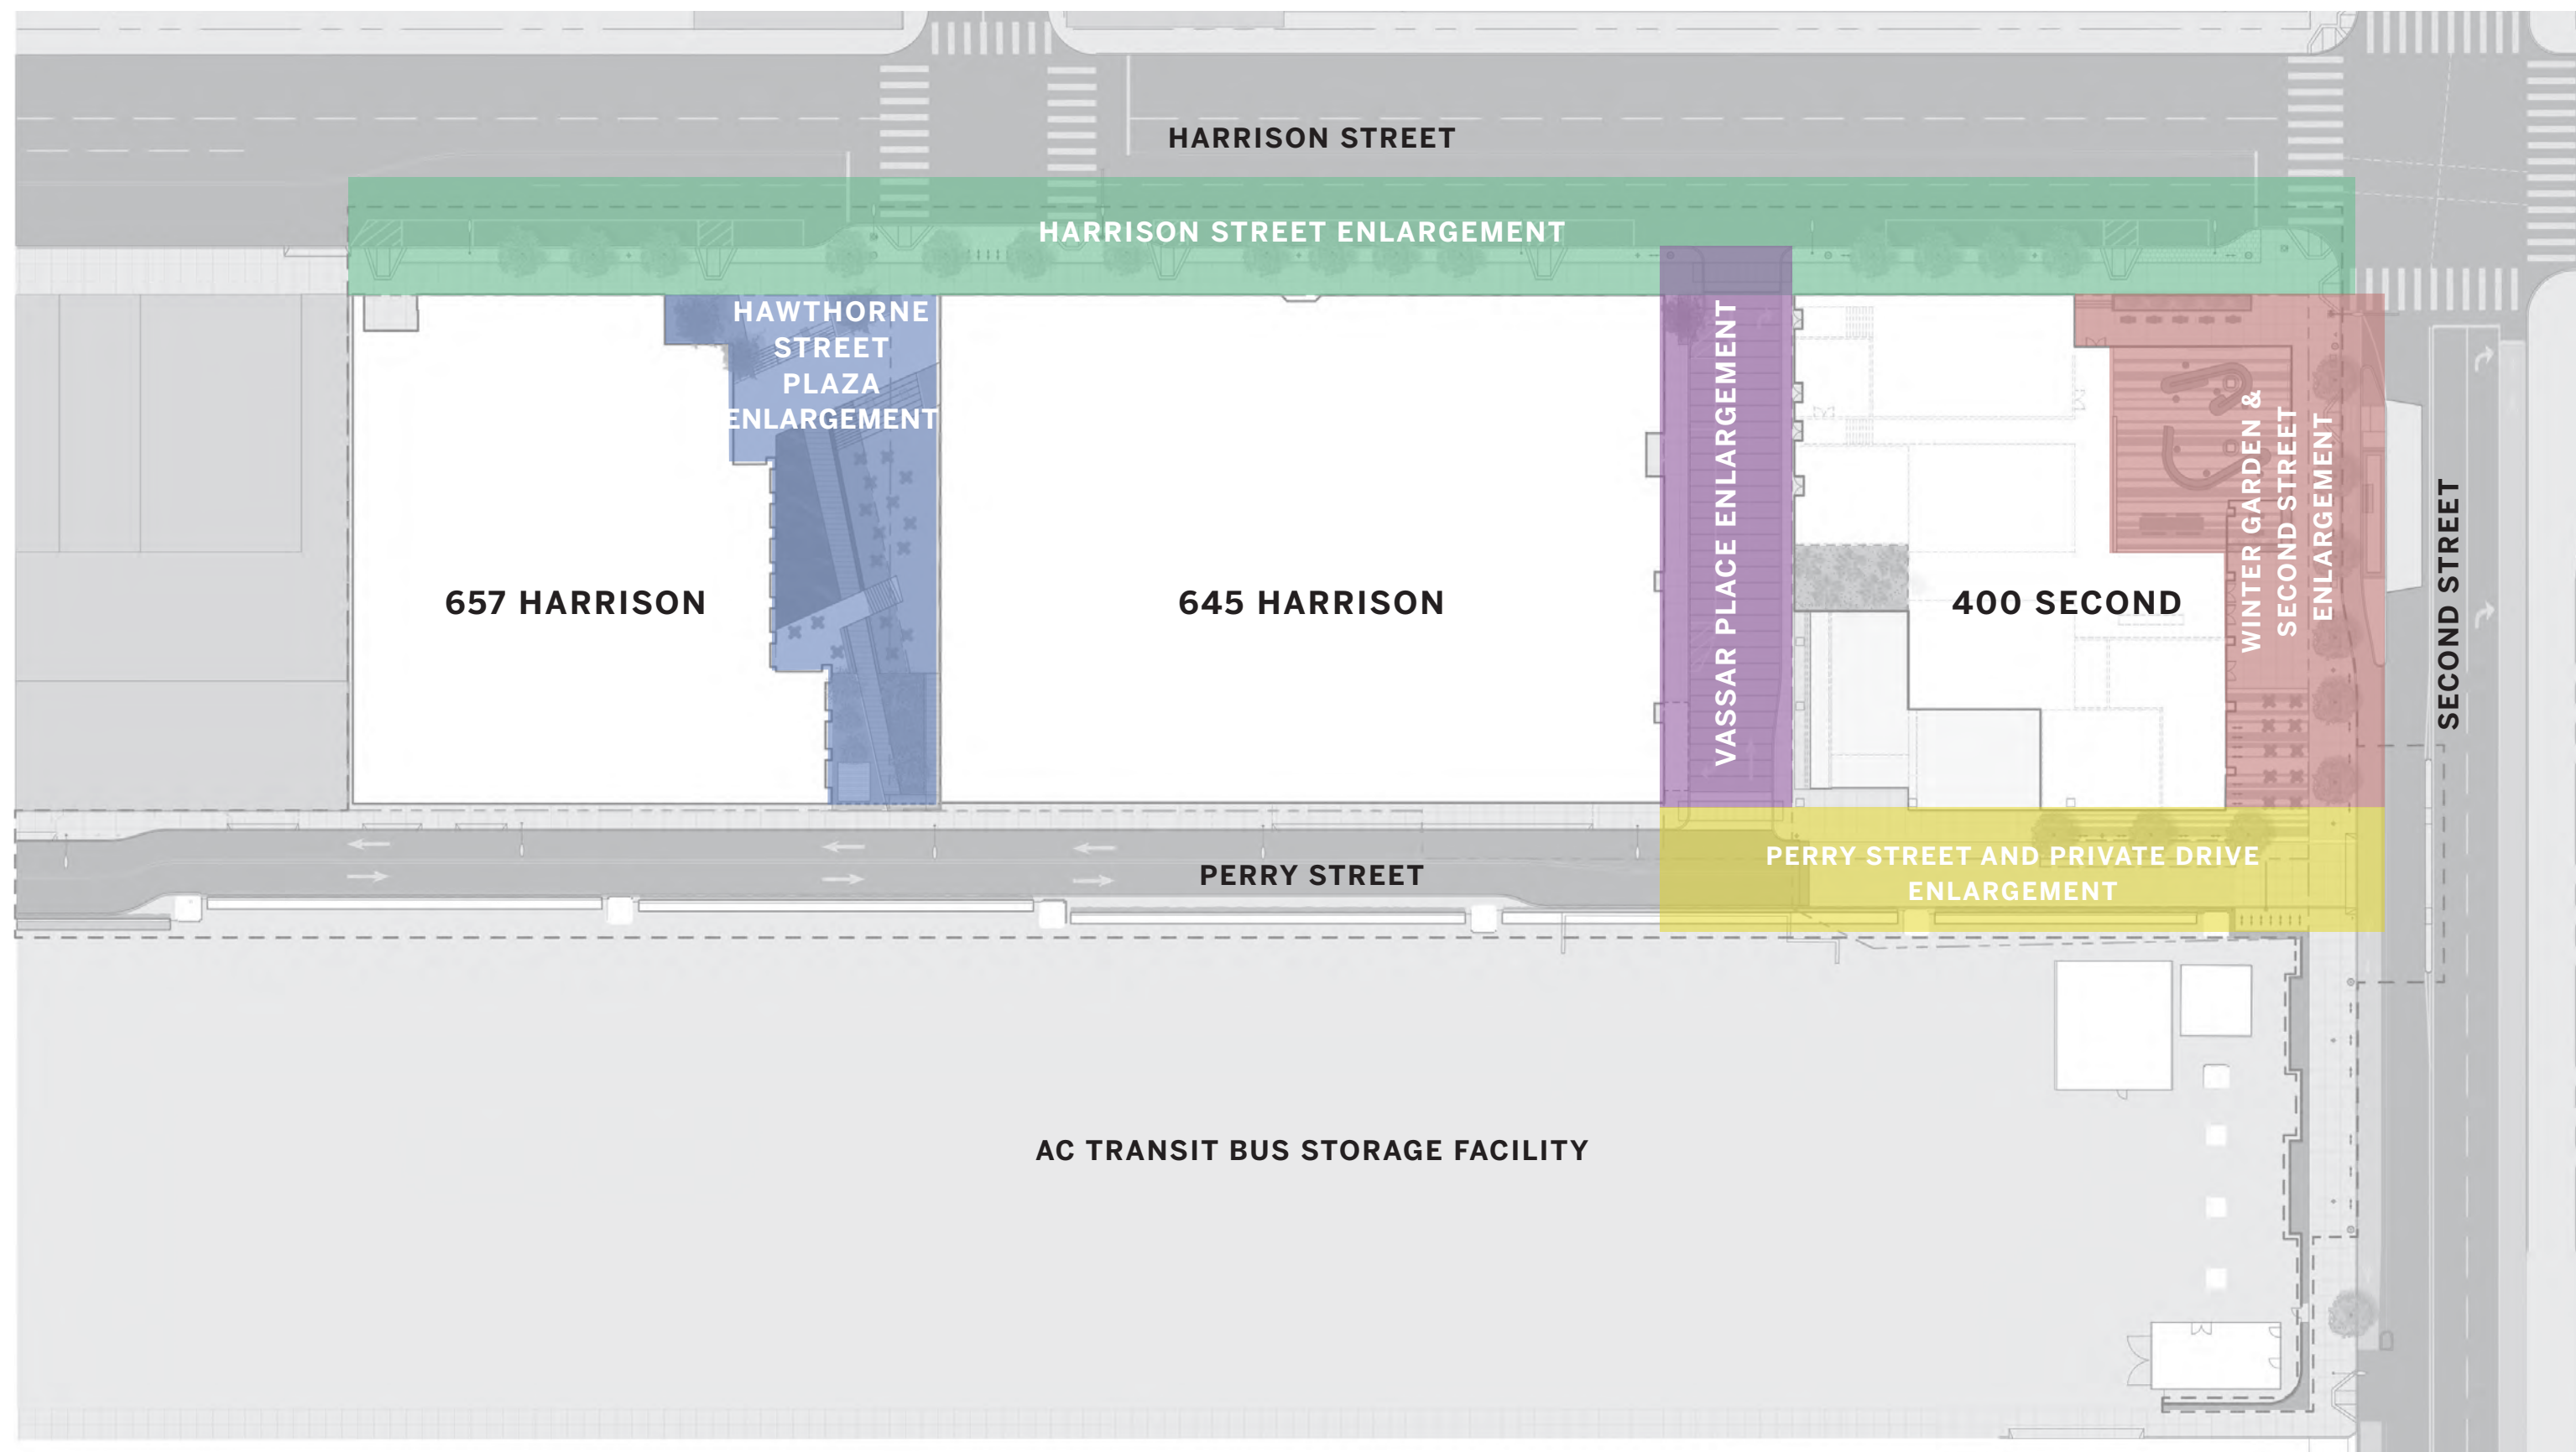 HARRISON STREET
HARRISON STREET ENLARGEMENT
HAWTHORNE
STREET
PLAZA
ENLARGEMENT
657 HARRISON
645 HARRISON
VASSAR PLACE ENLARGEMENT
400 SECOND
WINTER GARDEN &
SECOND STREET
ENLARGEMENT
SECOND STREET
PERRY STREET
PERRY STREET AND PRIVATE DRIVE
ENLARGEMENT
AC TRANSIT BUS STORAGE FACILITY